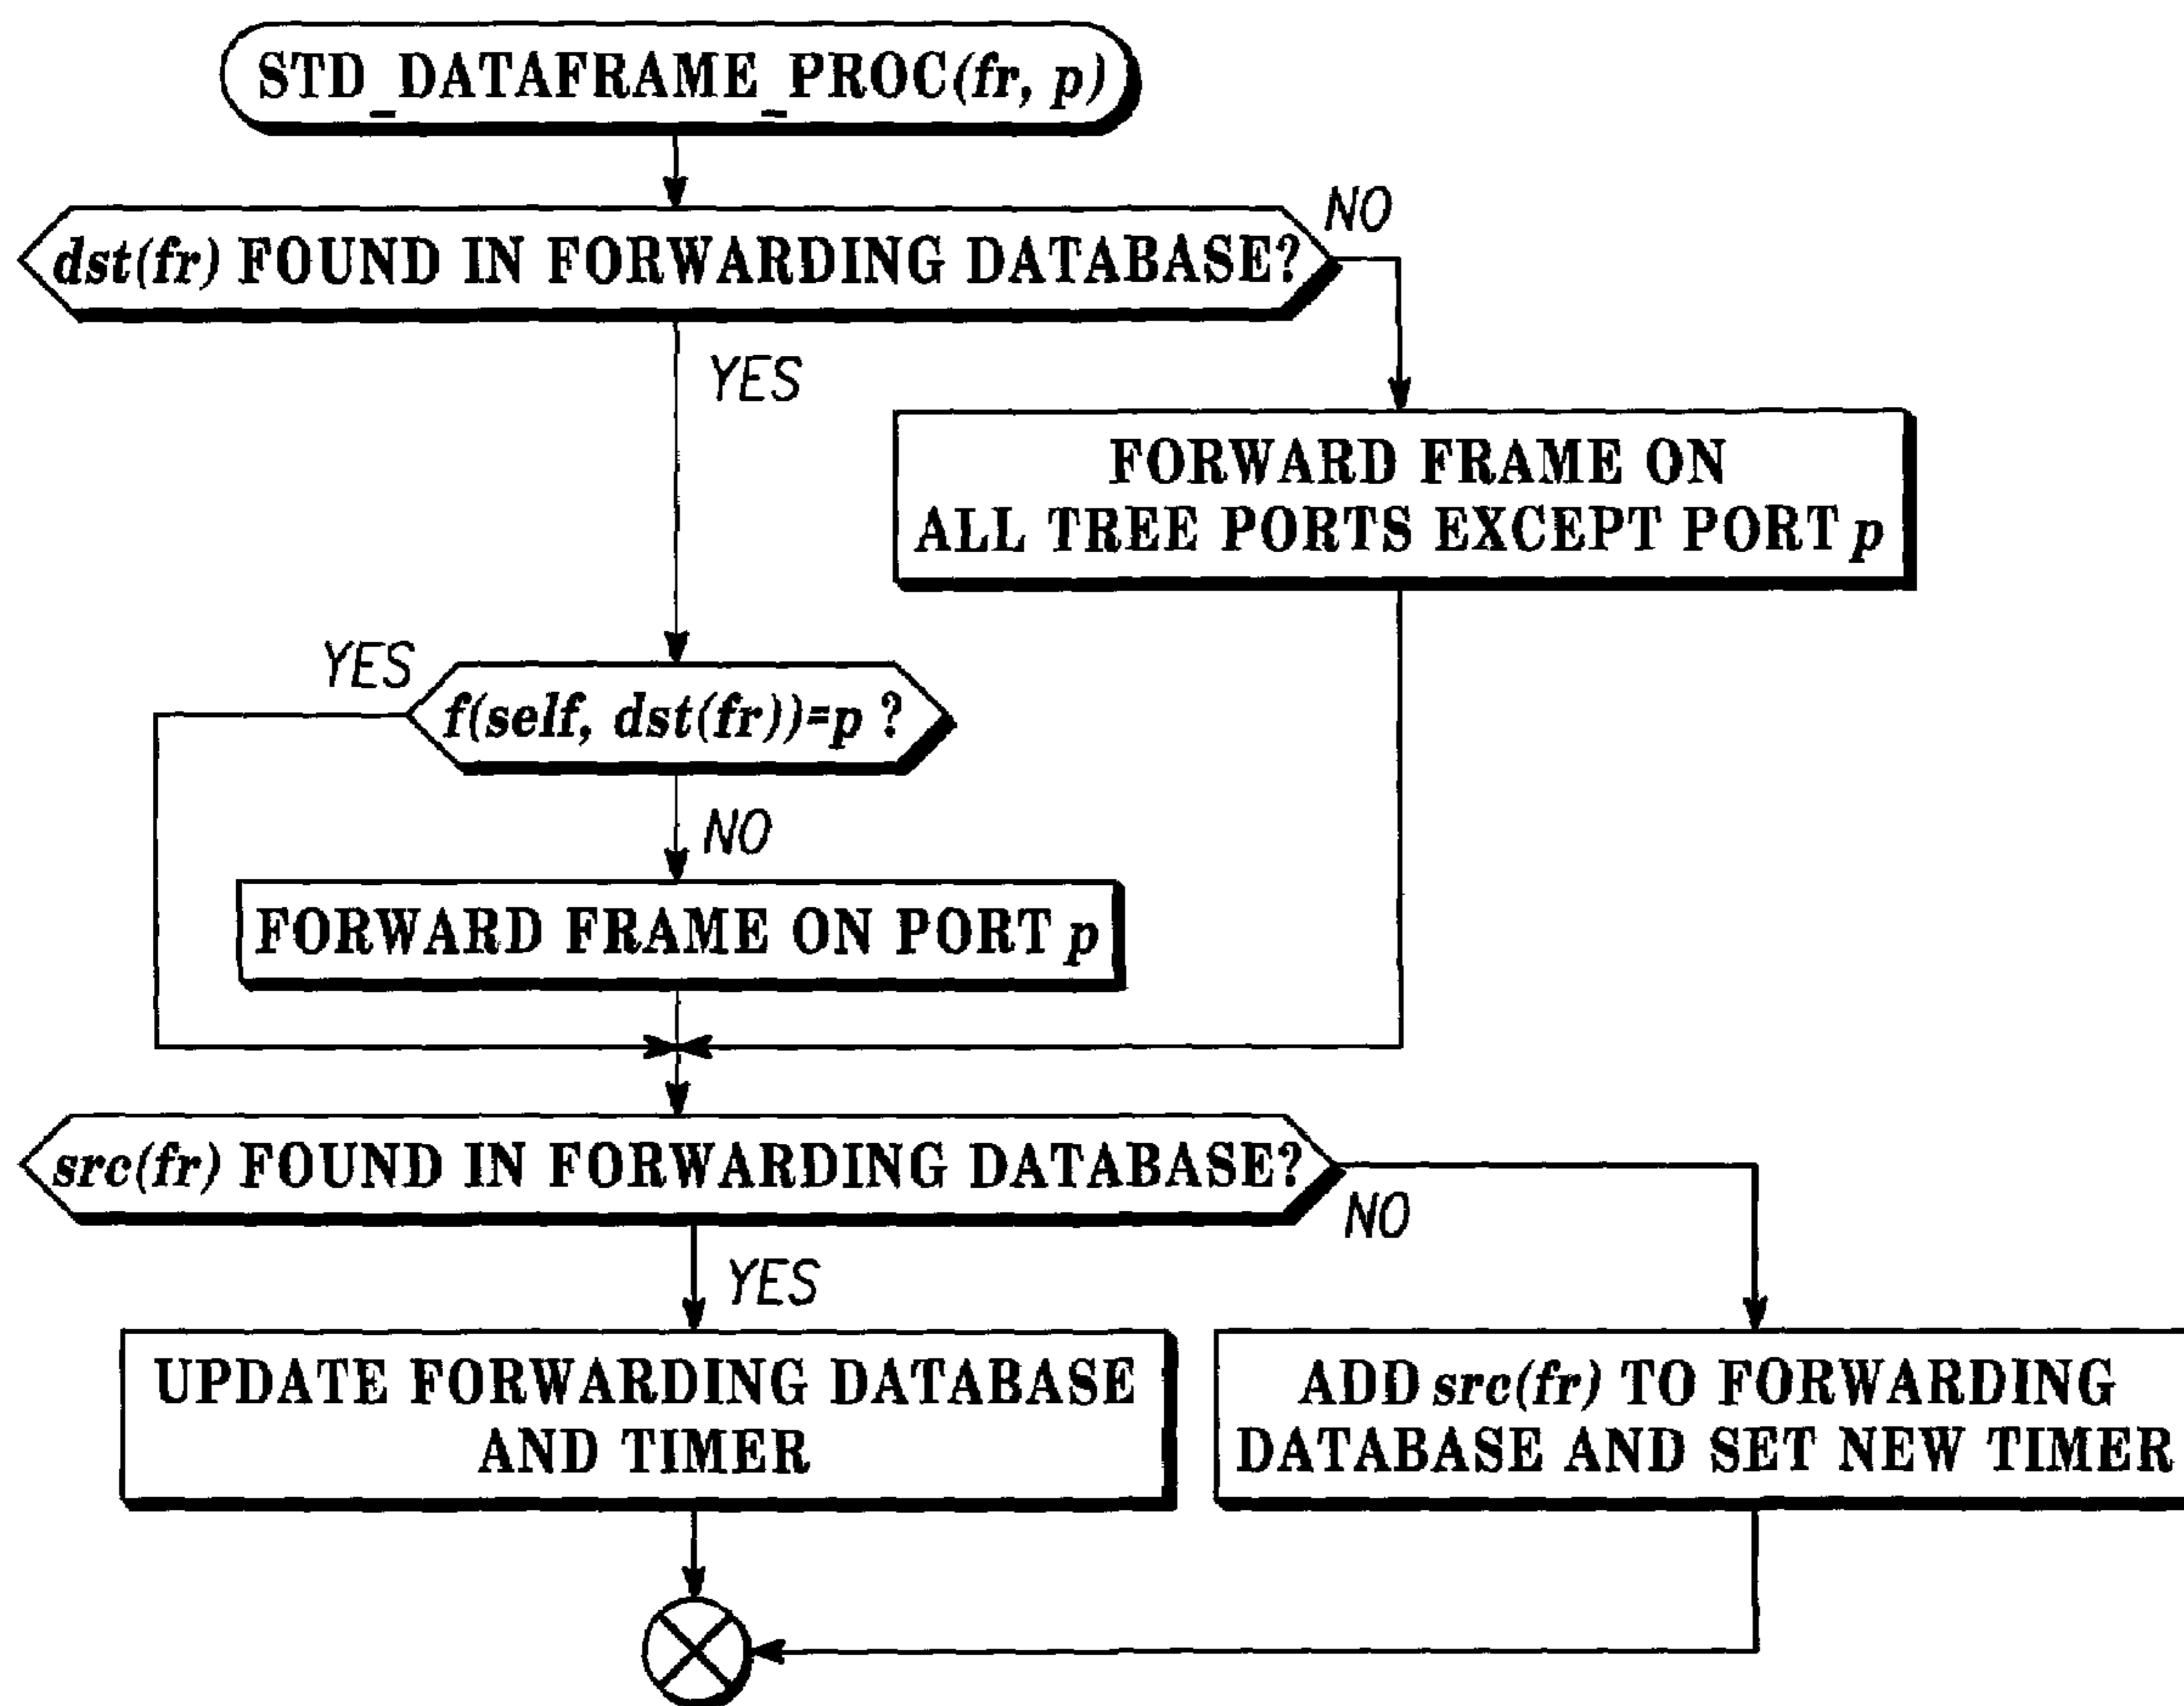 STD_DATAFRAME_PROC(fr, p)
NO
dst(fr) FOUND IN FORWARDING DATABASE?
YES
FORWARD FRAME ON
ALL TREE PORTS EXCEPT PORT p
YES
f(self, dst(fr))=p ?
NO
FORWARD FRAME ON PORT p
src(fr) FOUND IN FORWARDING DATABASE?
NO
YES
UPDATE FORWARDING DATABASE
AND TIMER
ADD src(fr) TO FORWARDING
DATABASE AND SET NEW TIMER